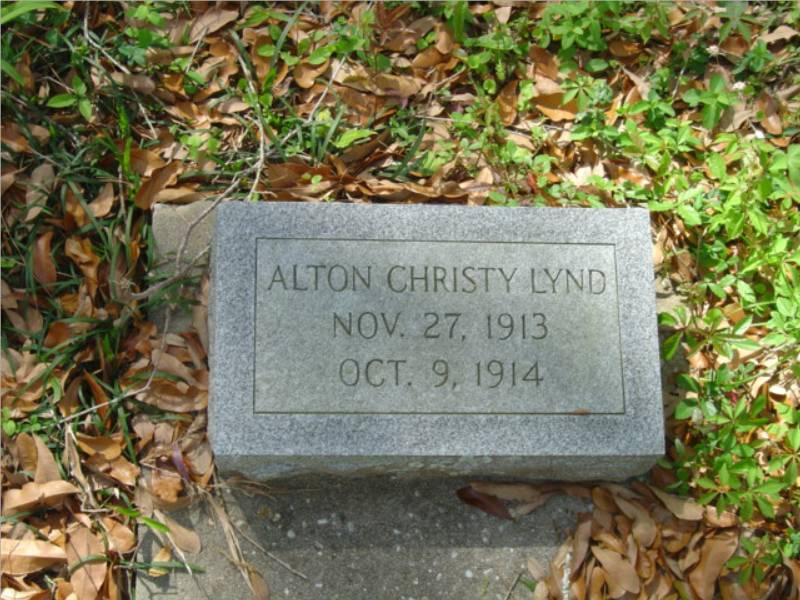 ALTON CHRISTY LYND
NOV. 27, 1913
OCT. 9, 1914